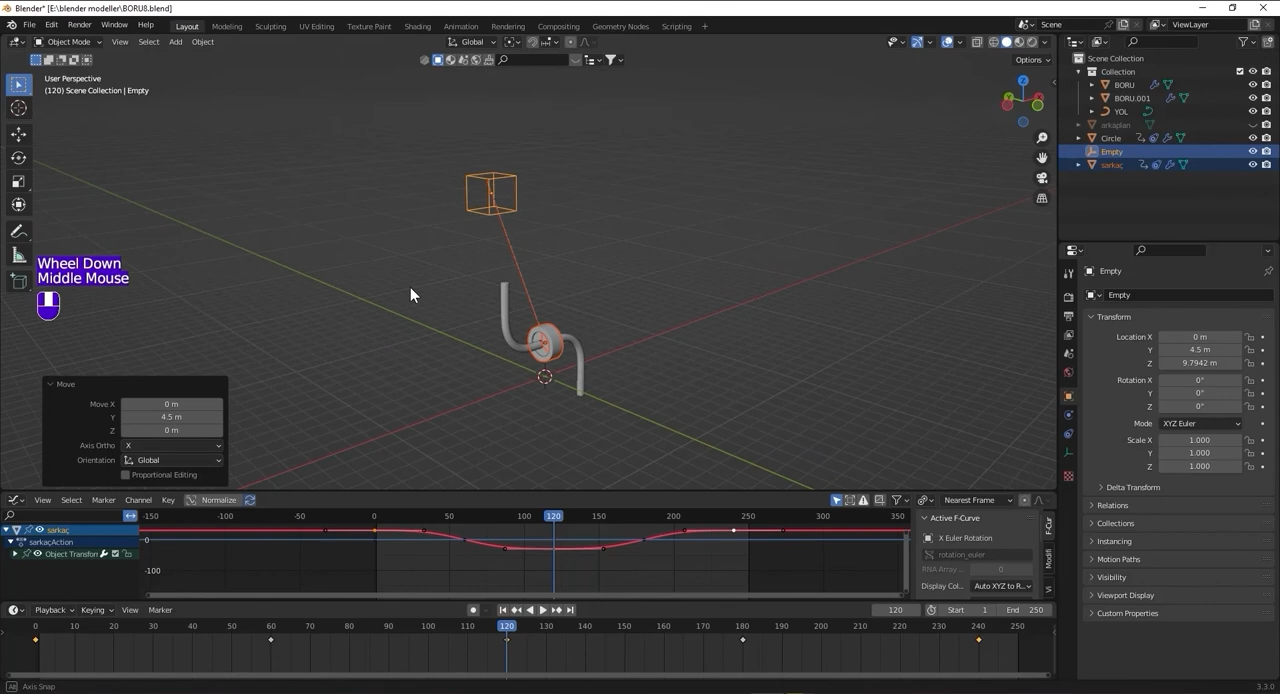 Blender* [E:\blender modeller\BORU8.blend]
File Edit Render Window Help Layout Modeling Sculpting UV Editing Texture Paint Shading Animation Rendering Compositing Geometry Nodes Scripting + Scene ViewLayer
Object Mode View Select Add Object Global
Options
User Perspective
(120) Scene Collection | Empty
Wheel Down
Middle Mouse
Move
Move X 0 m
Y 4.5 m
Z 0 m
Axis Ortho X
Orientation Global
Proportional Editing
Scene Collection
Collection
BORU
BORU.001
YOL
arkaplan
Circle
Empty
sarkaç
Empty
Empty
Transform
Location X 0 m
Y 4.5 m
Z 9.7942 m
Rotation X 0°
Y 0°
Z 0°
Mode XYZ Euler
Scale X 1.000
Y 1.000
Z 1.000
Delta Transform
Relations
Collections
Instancing
Motion Paths
Visibility
Viewport Display
Custom Properties
View Select Marker Channel Key Normalize Nearest Frame
-150 -100 -50 0 50 100 120 150 200 250 300 350
sarkaç
sarkaçAction
Object Transfor
0
-100
Active F-Curve
X Euler Rotation
rotation_euler
RNA Array ... 0
Display Col... Auto XYZ to R...
F-Cur
Modifi
Vi
Playback Keying View Marker 120 Start 1 End 250
0 10 20 30 40 50 60 70 80 90 100 110 120 130 140 150 160 170 180 190 200 210 220 230 240 250
Alt Axis Snap 3.3.0